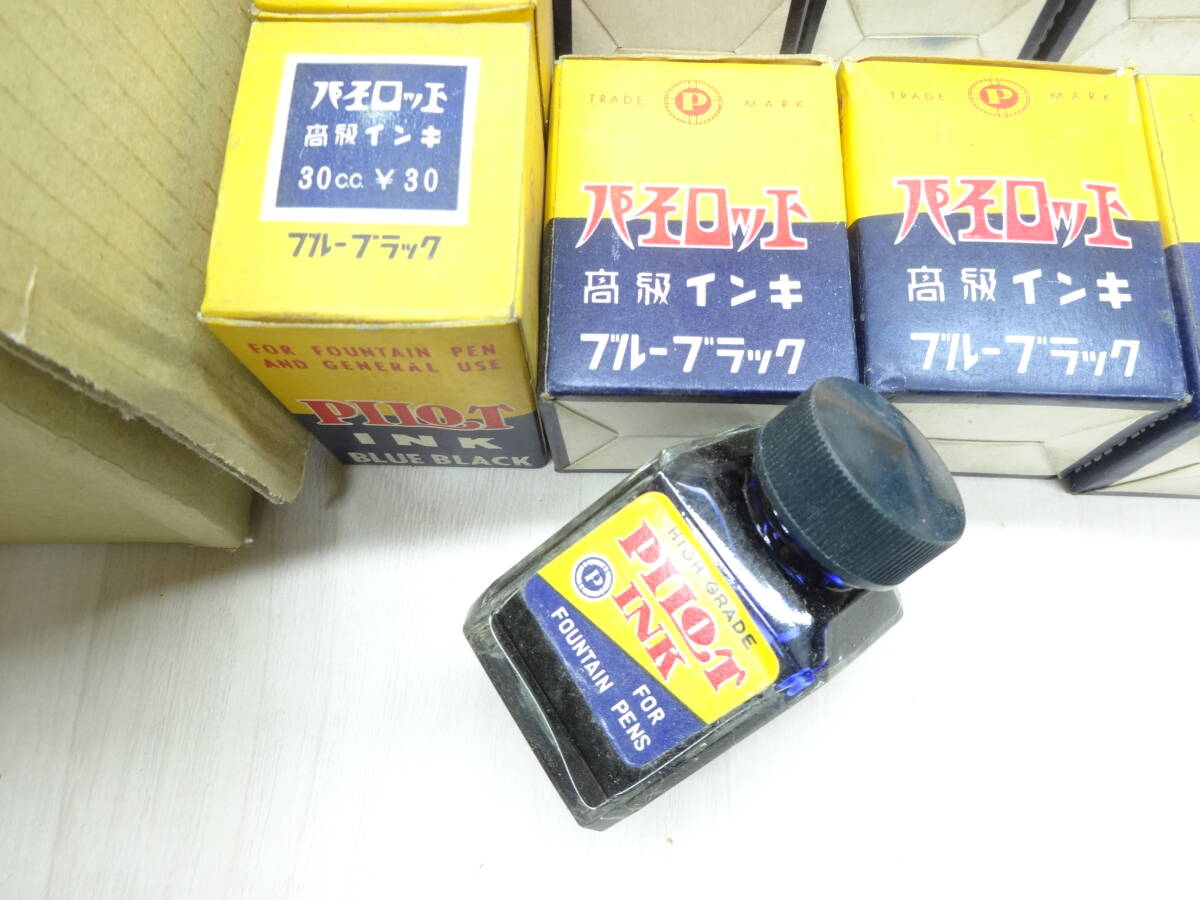 パイロット
高級インキ
30c.c. ¥30
ブルーブラック
FOR FOUNTAIN PEN
AND GENERAL USE
PILOT
INK
BLUE BLACK
TRADE P MARK
パイロット
高級インキ
ブルーブラック
TRADE P MARK
パイロット
高級インキ
ブルーブラック
T
HIGH GRADE
PILOT
INK
P
FOR
FOUNTAIN PENS